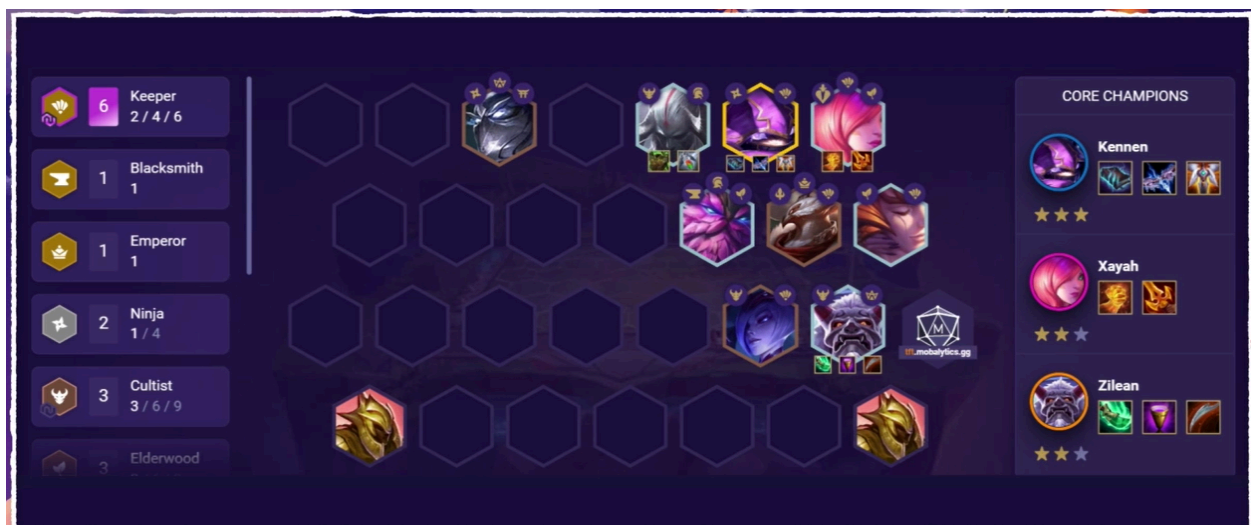 6
Keeper
2 / 4 / 6
1
Blacksmith
1
1
Emperor
1
2
Ninja
1 / 4
3
Cultist
3 / 6 / 9
3
Elderwood
M
.mobalytics.gg
CORE CHAMPIONS
Kennen
Xayah
Zilean